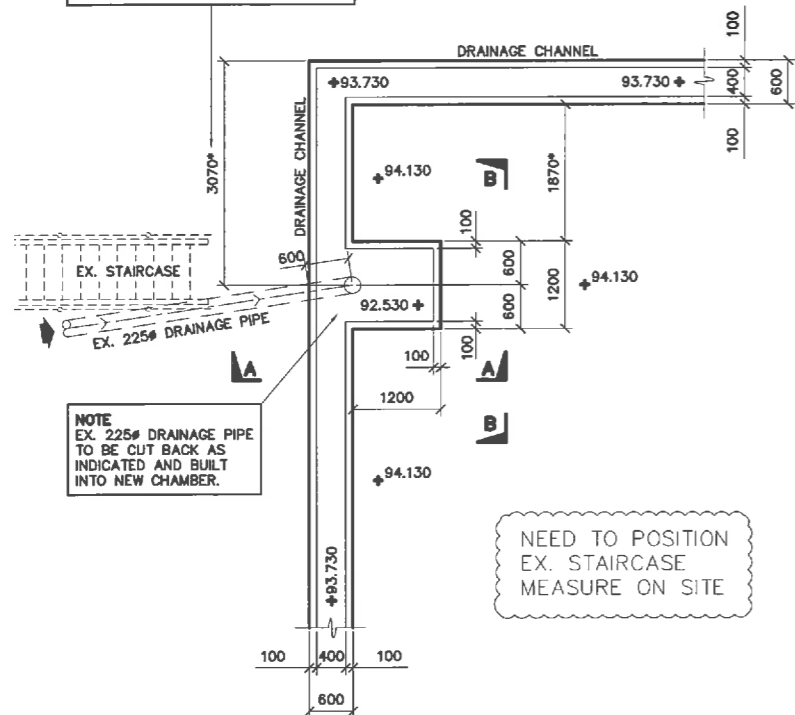 100
DRAINAGE CHANNEL
+93.730
93.730+
400
600
100
3070*
DRAINAGE CHANNEL
+94.130
B
1870*
100
EX. STAIRCASE
600
600
1200
+94.130
92.530+
600
EX. 225ø DRAINAGE PIPE
100
100
A
A
1200
B
NOTE
EX. 225ø DRAINAGE PIPE
TO BE CUT BACK AS
INDICATED AND BUILT
INTO NEW CHAMBER.
+94.130
NEED TO POSITION
EX. STAIRCASE
MEASURE ON SITE
+93.730
100
400
100
600